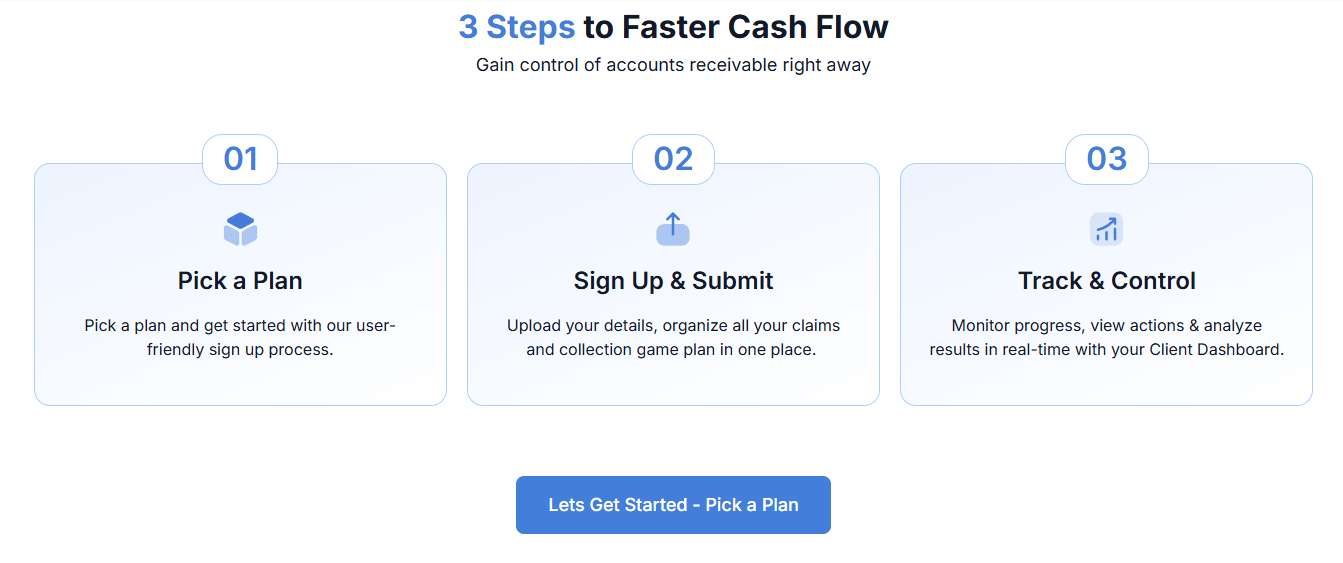 3 Steps to Faster Cash Flow
Gain control of accounts receivable right away
01
Pick a Plan
Pick a plan and get started with our user-
friendly sign up process.
02
Sign Up & Submit
Upload your details, organize all your claims
and collection game plan in one place.
03
Track & Control
Monitor progress, view actions & analyze
results in real-time with your Client Dashboard.
Lets Get Started - Pick a Plan